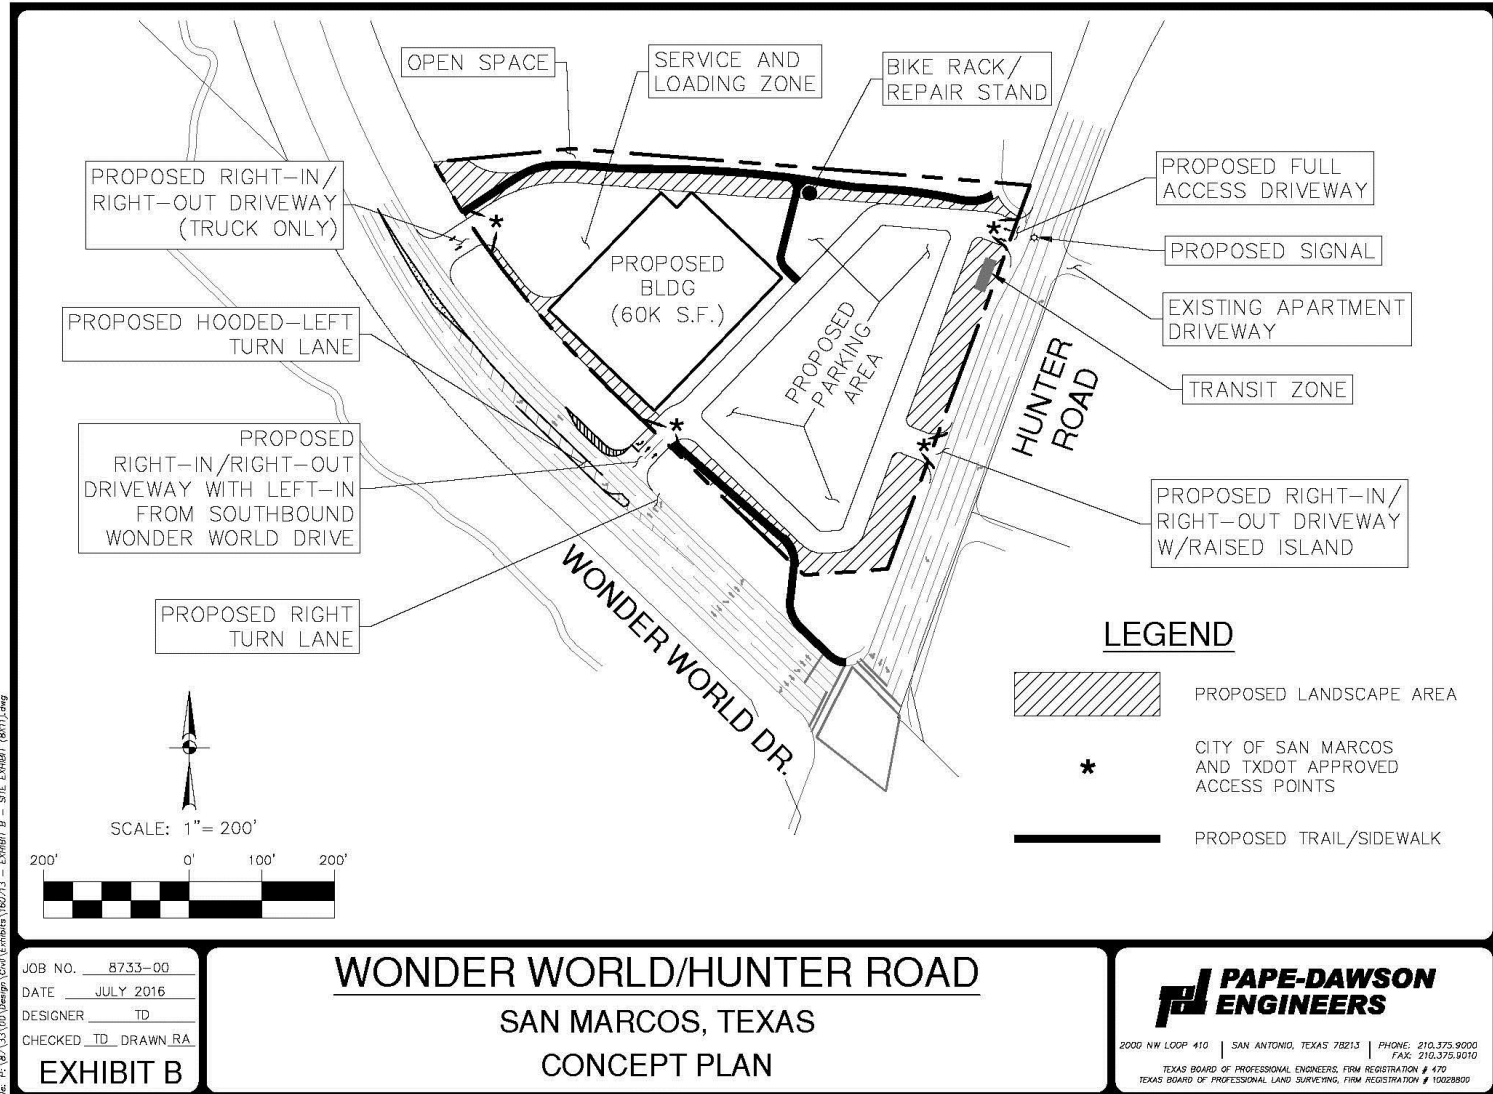 OPEN SPACE
SERVICE AND
LOADING ZONE
BIKE RACK/
REPAIR STAND
PROPOSED RIGHT-IN/
RIGHT-OUT DRIVEWAY
(TRUCK ONLY)
PROPOSED FULL
ACCESS DRIVEWAY
PROPOSED SIGNAL
PROPOSED
BLDG
(60K S.F.)
EXISTING APARTMENT
DRIVEWAY
PROPOSED HOODED-LEFT
TURN LANE
PROPOSED
PARKING
AREA
HUNTER
ROAD
TRANSIT ZONE
PROPOSED
RIGHT-IN/RIGHT-OUT
DRIVEWAY WITH LEFT-IN
FROM SOUTHBOUND
WONDER WORLD DRIVE
PROPOSED RIGHT-IN/
RIGHT-OUT DRIVEWAY
W/RAISED ISLAND
PROPOSED RIGHT
TURN LANE
WONDER WORLD DR.
LEGEND
PROPOSED LANDSCAPE AREA
* CITY OF SAN MARCOS
AND TXDOT APPROVED
ACCESS POINTS
PROPOSED TRAIL/SIDEWALK
SCALE: 1"= 200'
200' 0' 100' 200'
JOB NO. 8733-00
DATE JULY 2016
DESIGNER TD
CHECKED TD DRAWN RA
EXHIBIT B
WONDER WORLD/HUNTER ROAD
SAN MARCOS, TEXAS
CONCEPT PLAN
PAPE-DAWSON
ENGINEERS
2000 NW LOOP 410 | SAN ANTONIO, TEXAS 78213 | PHONE: 210.375.9000
FAX: 210.375.9010
TEXAS BOARD OF PROFESSIONAL ENGINEERS, FIRM REGISTRATION # 470
TEXAS BOARD OF PROFESSIONAL LAND SURVEYING, FIRM REGISTRATION # 10028800